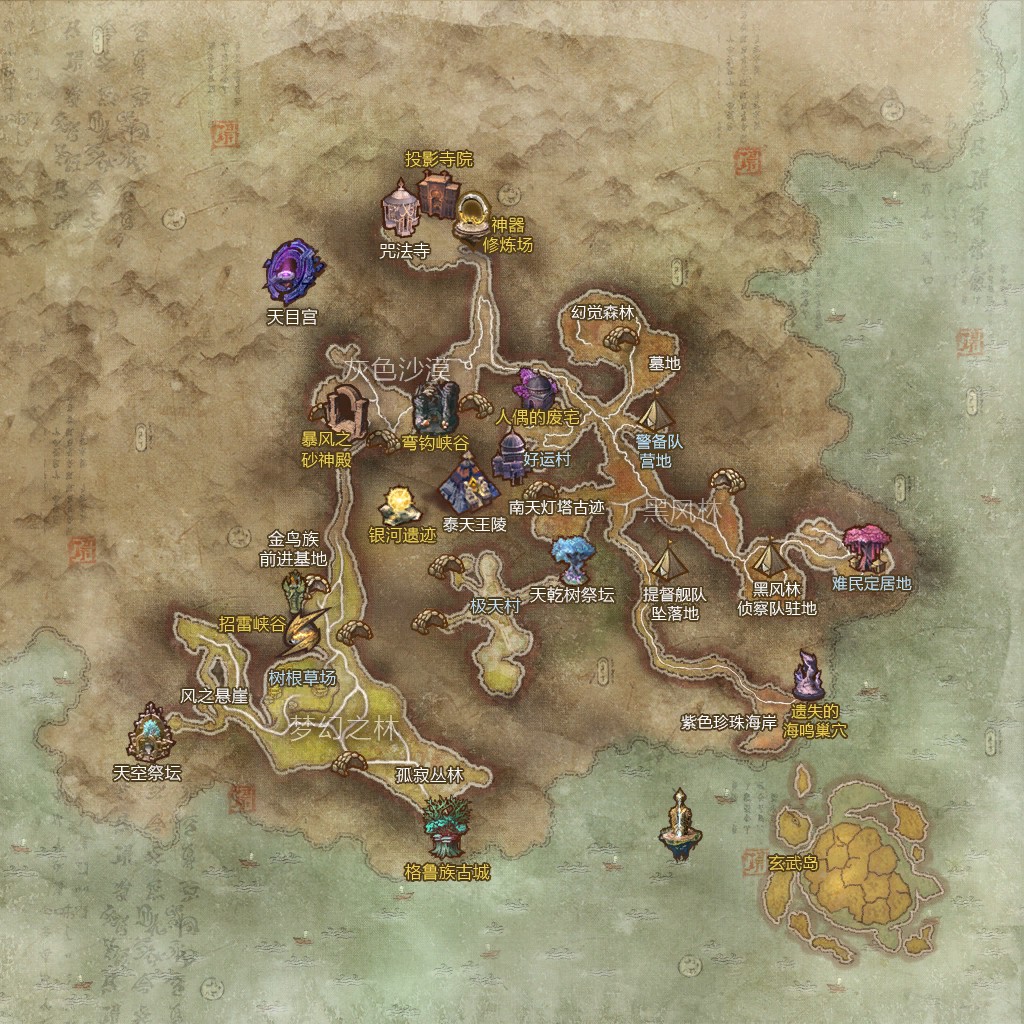 投影寺院
神器
修炼场
咒法寺
天目宫
幻觉森林
墓地
灰色沙漠
人偶的废宅
暴风之
砂神殿
弯钩峡谷
警备队
营地
好运村
南天灯塔古迹
黑风林
泰天王陵
银河遗迹
金鸟族
前进基地
难民定居地
天乾树祭坛
提督舰队
坠落地
黑风林
侦察队驻地
极天村
招雷峡谷
树根草场
风之悬崖
梦幻之林
紫色珍珠海岸
遗失的
海鸣巢穴
天空祭坛
孤寂丛林
格鲁族古城
玄武岛